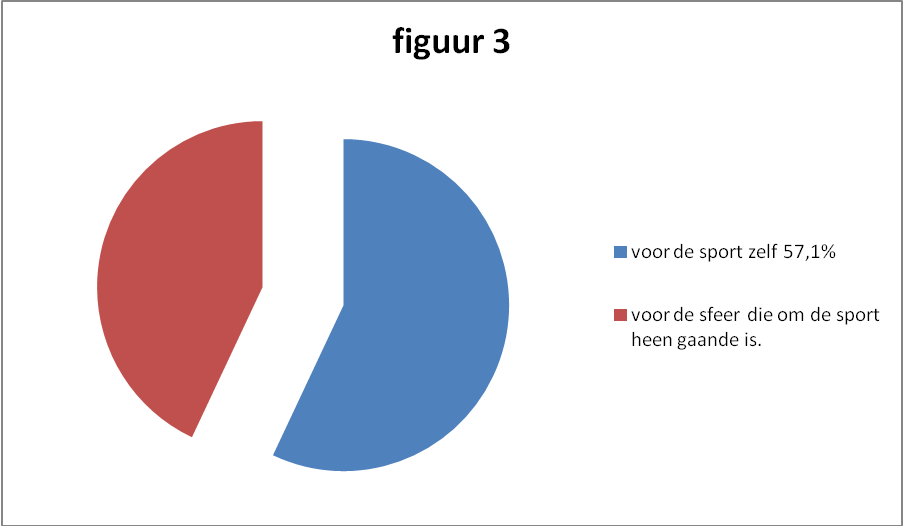 figuur 3
voor de sport zelf 57,1%
voor de sfeer die om de sport
heen gaande is.